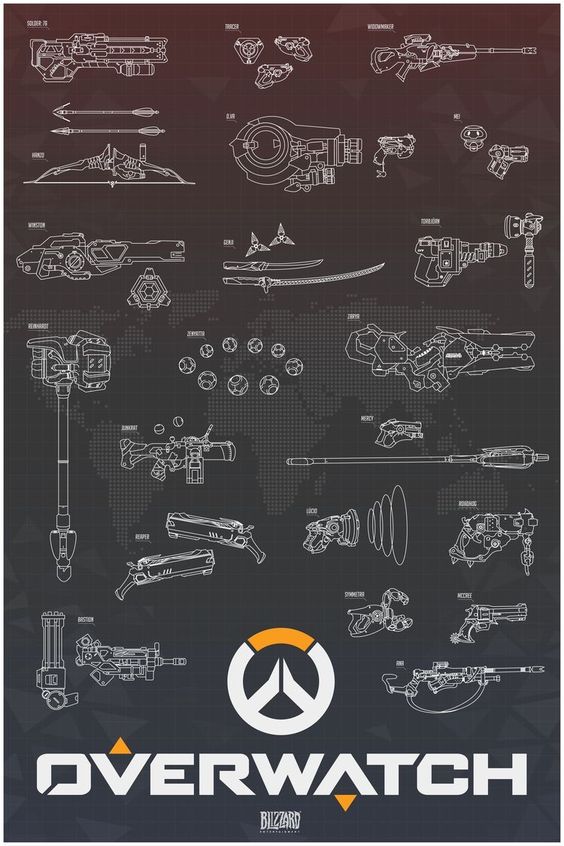 SOLDIER: 76
TRACER
WIDOWMAKER
HANZO
D.VA
MEI
WINSTON
GENJI
TORBJÖRN
REINHARDT
ZENYATTA
ZARYA
JUNKRAT
MERCY
REAPER
LÚCIO
ROADHOG
SYMMETRA
MCCREE
BASTION
ANA
OVERWATCH
BLIZZARD
ENTERTAINMENT